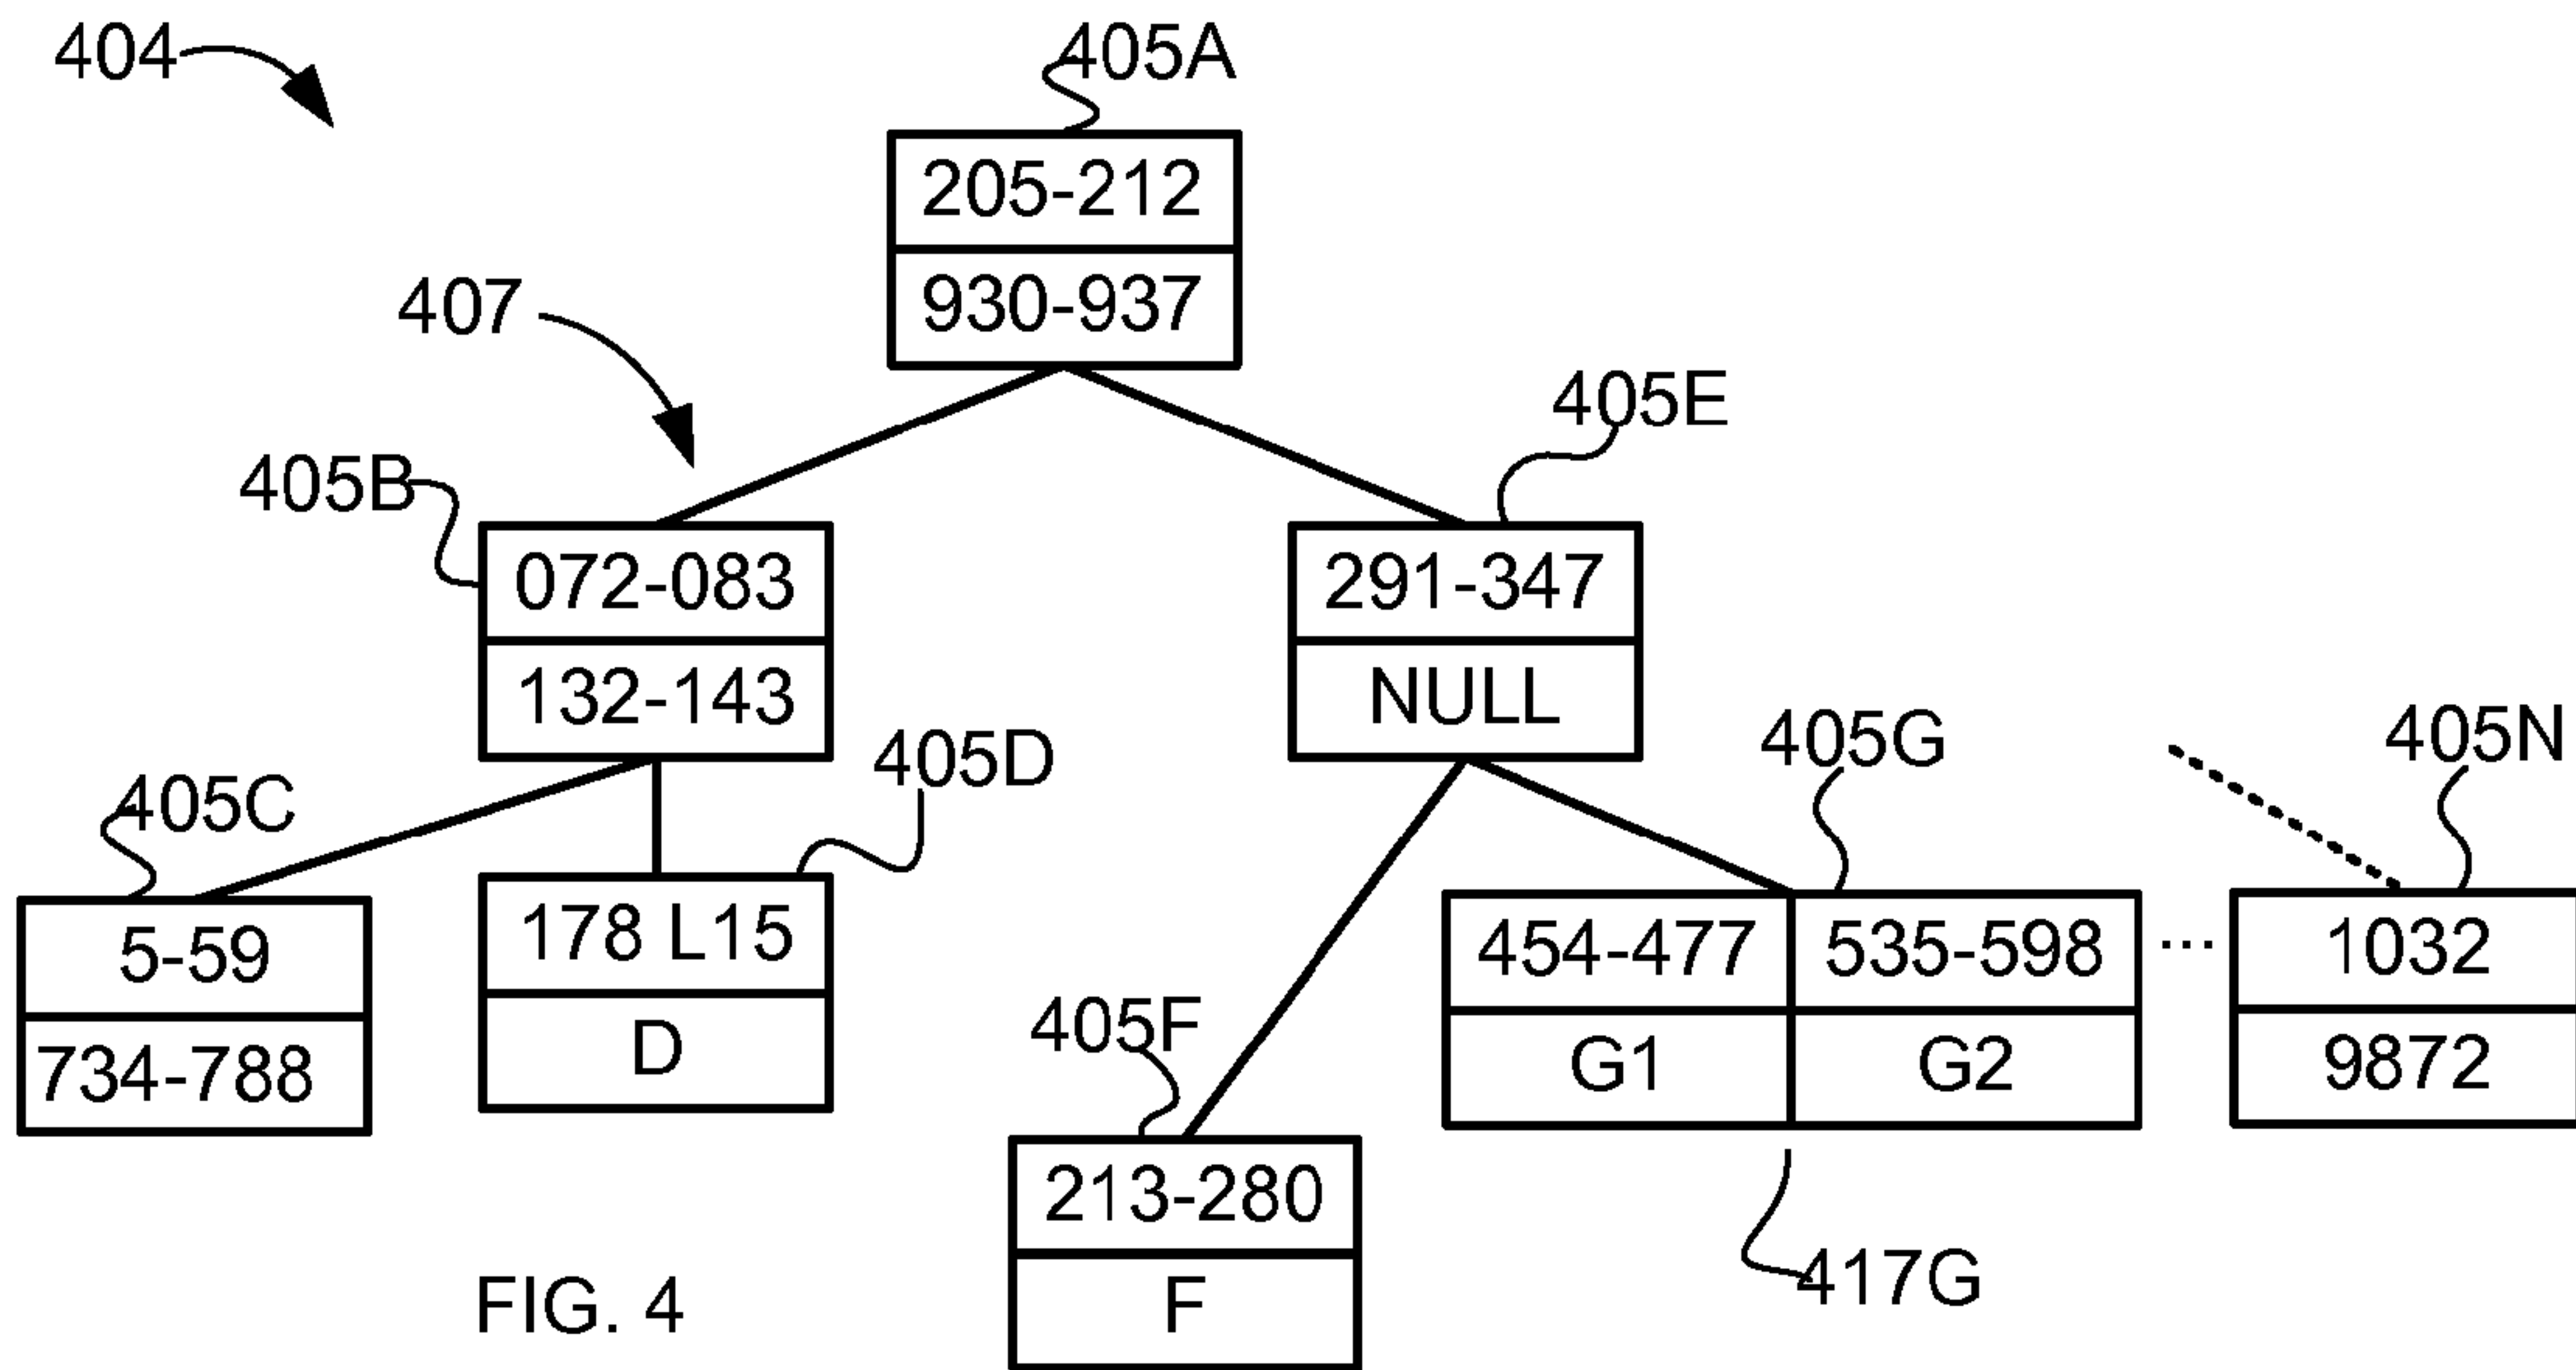 404
405A
205-212
930-937
407
405E
405B
072-083
291-347
132-143
NULL
405G
405N
405D
405C
5-59
178 L15
454-477
535-598
...
1032
734-788
D
405F
G1
G2
9872
213-280
417G
F
FIG. 4